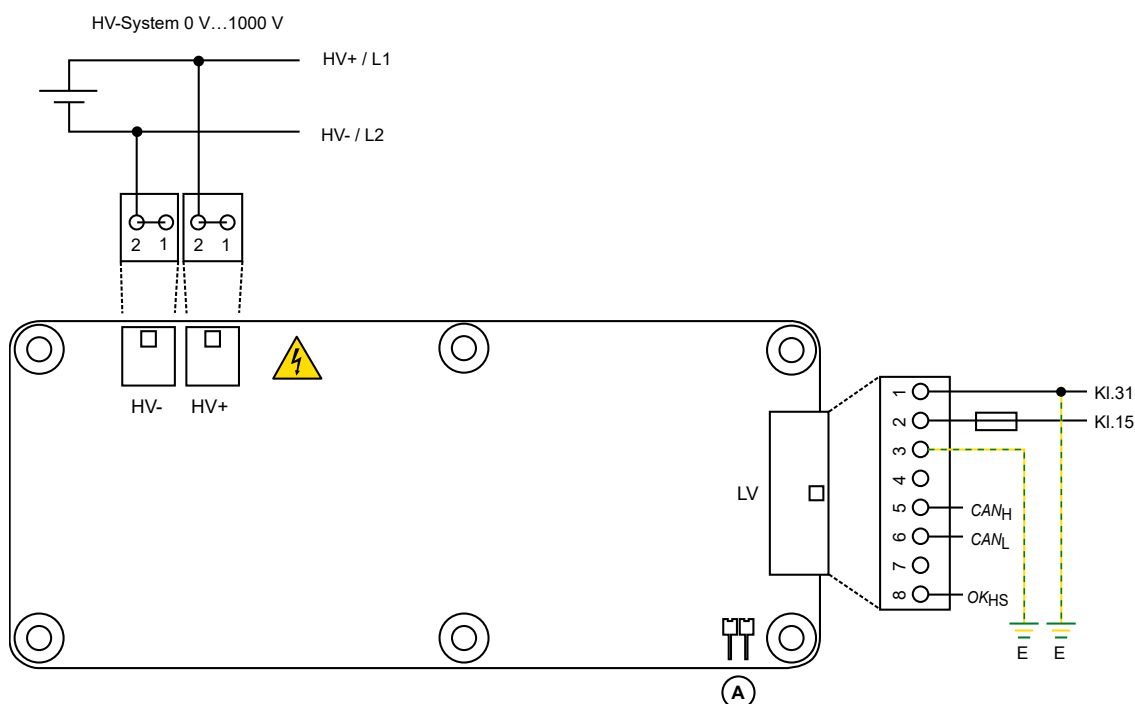 HV-System 0 V…1000 V
HV+ / L1
HV- / L2
2 1 2 1
HV- HV+
LV
1
2
3
4
5
6
7
8
Kl.31
Kl.15
CANH
CANL
OKHS
E E
A